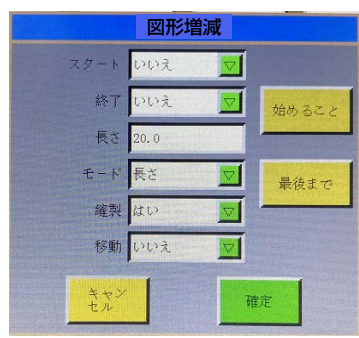 図形増減
スタート いいえ
終了 いいえ
始めること
長さ 20.0
モード 長さ
最後まで
縫製 はい
移動 いいえ
キャン
セル
確定